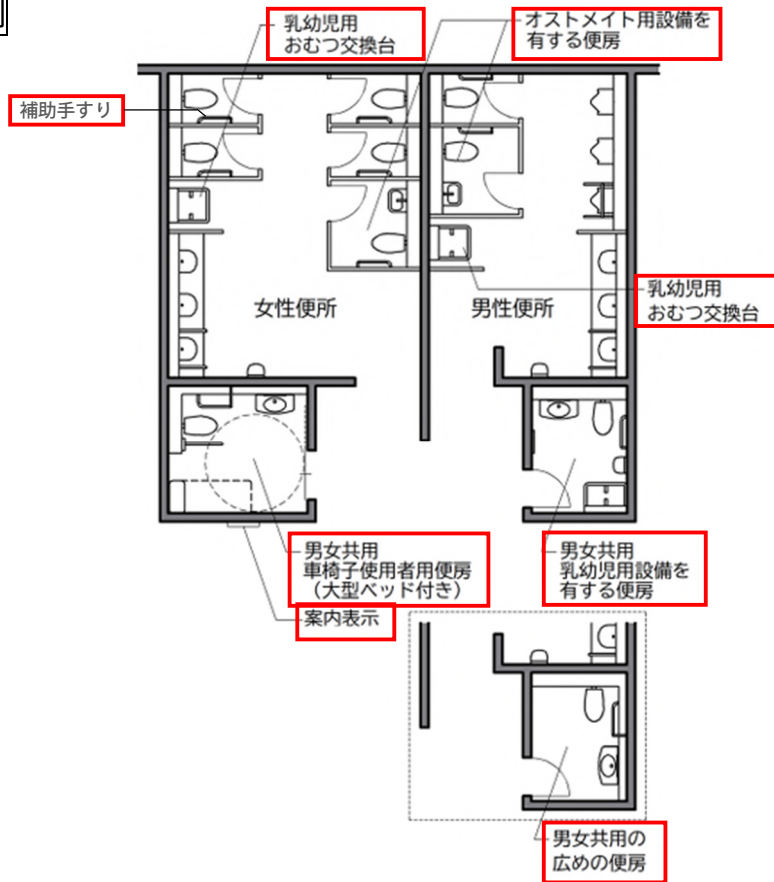 乳幼児用
おむつ交換台
オストメイト用設備を
有する便房
補助手すり
乳幼児用
おむつ交換台
女性便所
男性便所
男女共用
車椅子使用者用便房
（大型ベッド付き）
男女共用
乳幼児用設備を
有する便房
案内表示
男女共用の
広めの便房